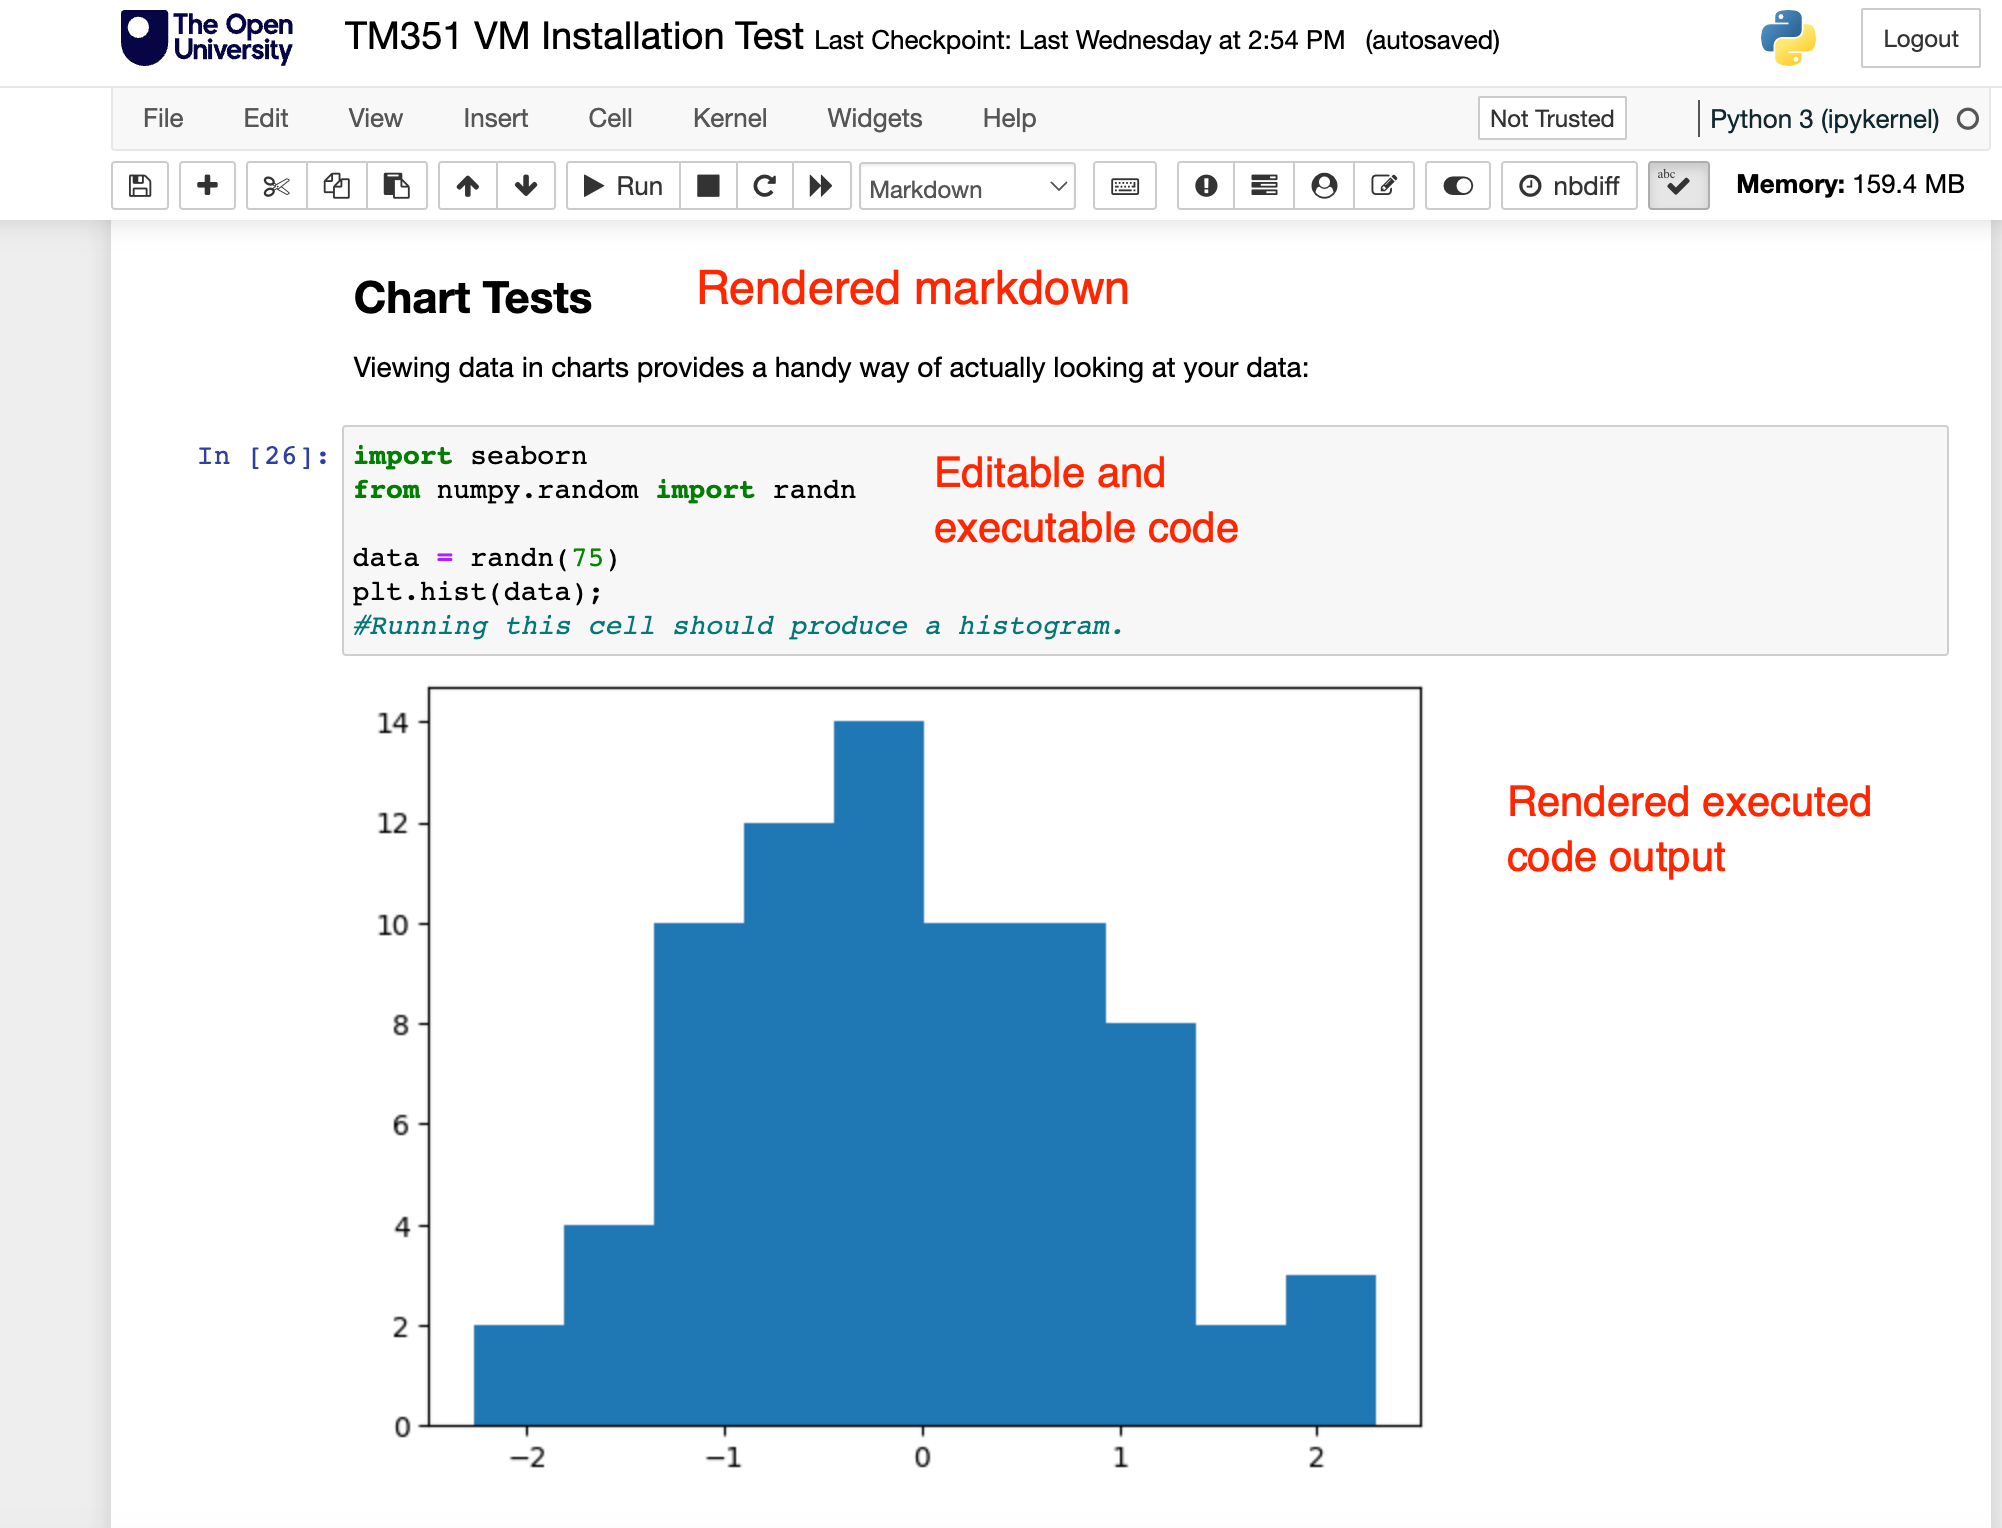 The Open
University
TM351 VM Installation Test Last Checkpoint: Last Wednesday at 2:54 PM (autosaved)
Logout
File Edit View Insert Cell Kernel Widgets Help
Not Trusted
Python 3 (ipykernel)
Run
Markdown
nbdiff
abc
Memory: 159.4 MB
Chart Tests
Rendered markdown
Viewing data in charts provides a handy way of actually looking at your data:
In [26]:
import seaborn
from numpy.random import randn
data = randn(75)
plt.hist(data);
#Running this cell should produce a histogram.
Editable and
executable code
14
12
10
8
6
4
2
0
−2 −1 0 1 2
Rendered executed
code output